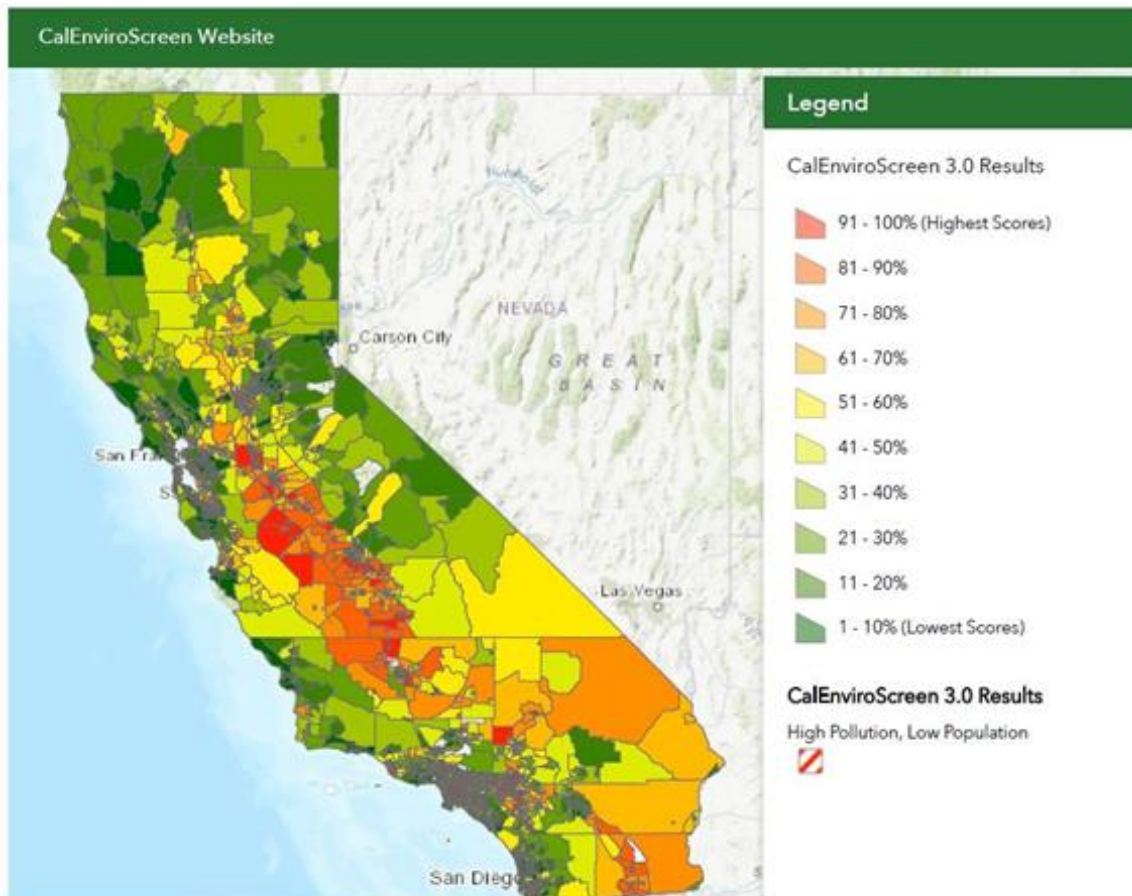 CalEnviroScreen Website
Legend
CalEnviroScreen 3.0 Results
91 - 100% (Highest Scores)
81 - 90%
71 - 80%
61 - 70%
51 - 60%
41 - 50%
31 - 40%
21 - 30%
11 - 20%
1 - 10% (Lowest Scores)
CalEnviroScreen 3.0 Results
High Pollution, Low Population
NEVADA
Carson City
GREAT
BASIN
San Fran
Las Vegas
San Diego